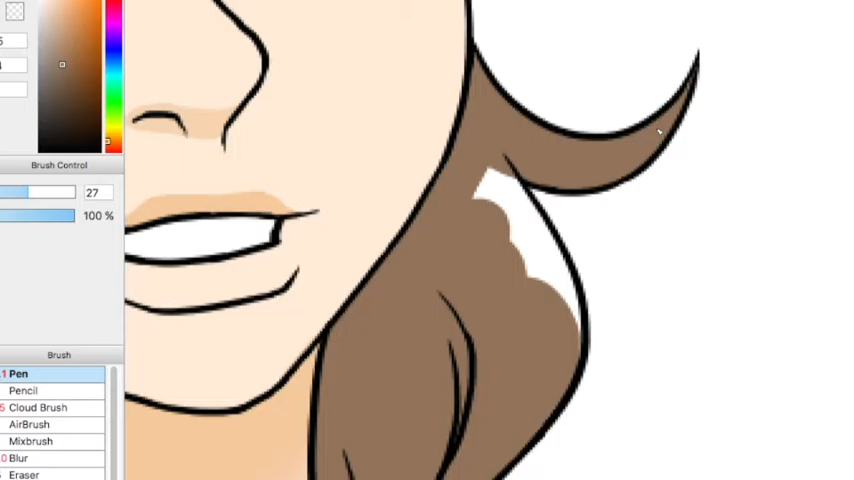 Brush Control
27
100 %
Brush
Pen
Pencil
Cloud Brush
AirBrush
Mixbrush
Blur
Eraser